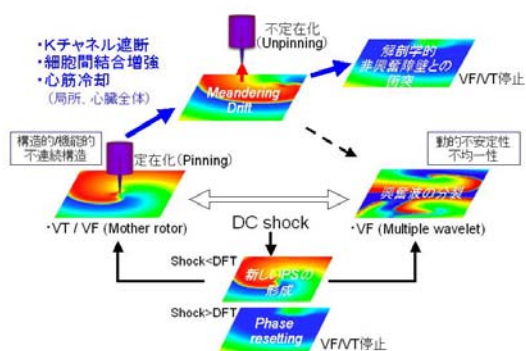 ・Kチャネル遮断
・細胞間結合増強
・心筋冷却
(局所、心臓全体)
不定在化
(Unpinning)
Meandering
Drift
解剖学的
非興奮障壁との
衝突
VF/VT停止
構造的/機能的
不連続構造
定在化(Pinning)
・VT / VF (Mother rotor)
動的不安定性
不均一性
興奮波の分裂
・VF (Multiple wavelet)
DC shock
Shock<DFT
新しいPSの
形成
Shock>DFT
Phase
resetting
VF/VT停止